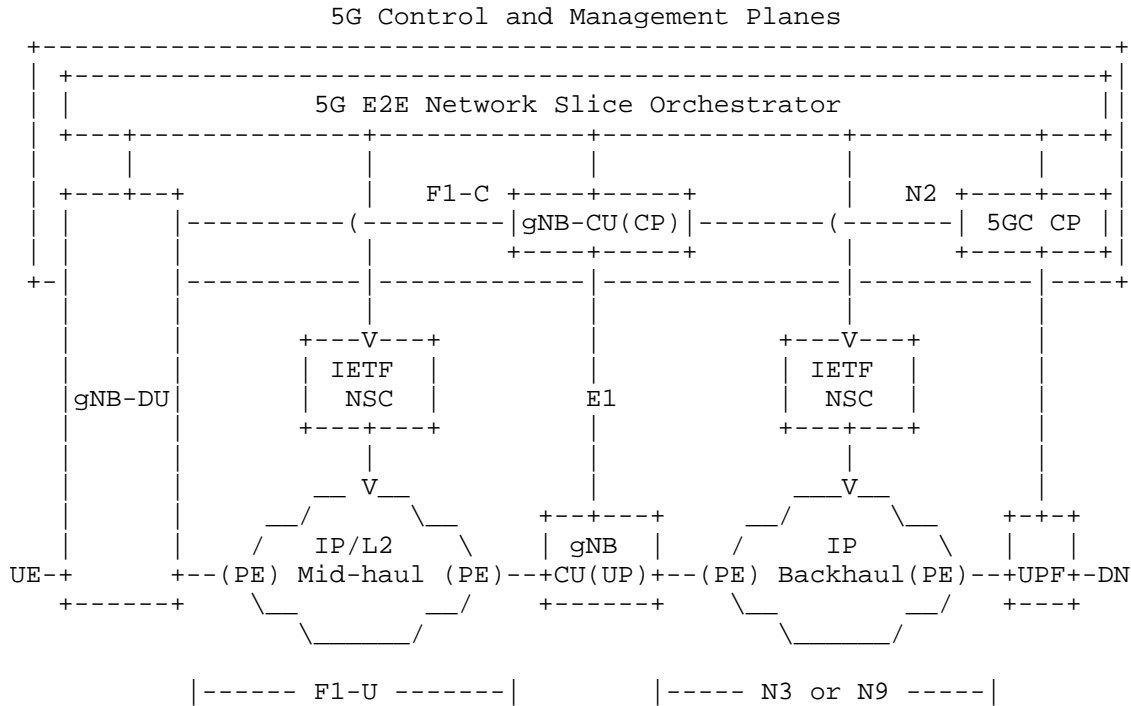 5G Control and Management Planes
5G E2E Network Slice Orchestrator
F1-C N2
gNB-CU(CP) 5GC CP
V V
IETF IETF
gNB-DU NSC E1 NSC
V V
IP/L2 gNB IP
UE (PE) Mid-haul (PE) CU(UP) (PE) Backhaul(PE) UPF DN
F1-U N3 or N9